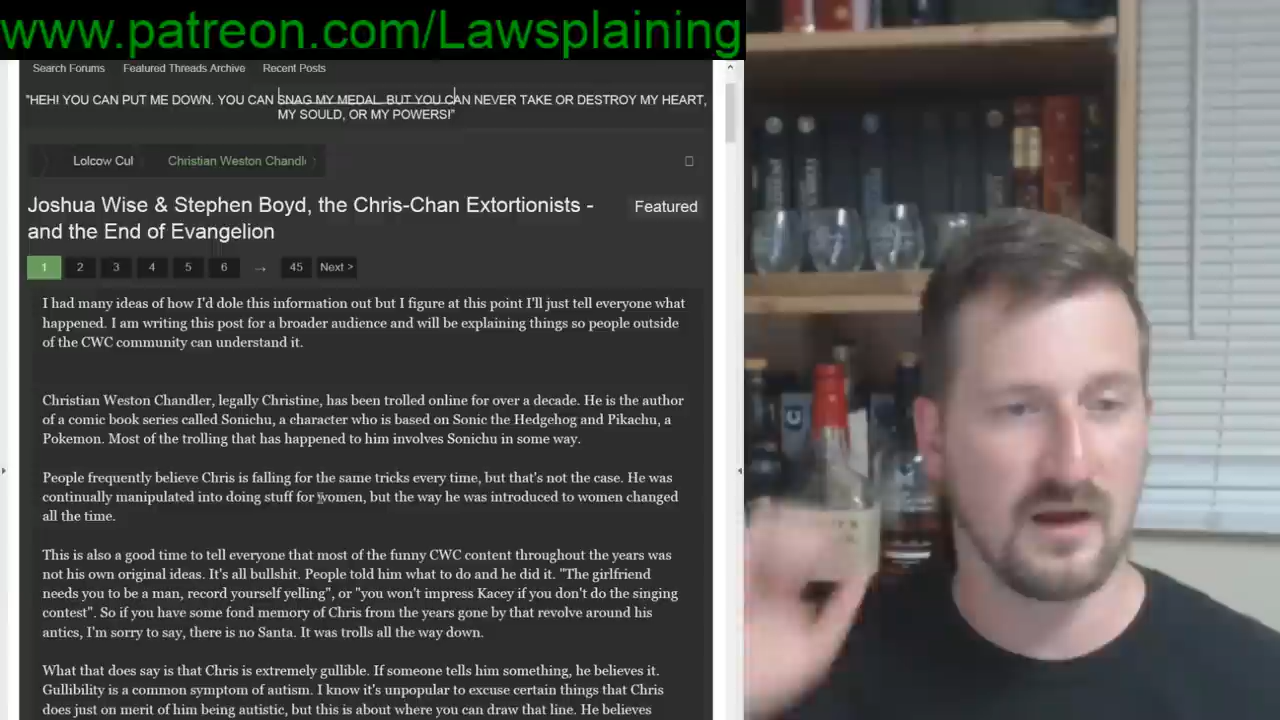 www.patreon.com/Lawsplaining
Search Forums Featured Threads Archive Recent Posts
"HEH! YOU CAN PUT ME DOWN. YOU CAN SNAG MY MEDAL. BUT YOU CAN NEVER TAKE OR DESTROY MY HEART,
MY SOULD, OR MY POWERS!"
Lolcow Cul Christian Weston Chandl
Joshua Wise & Stephen Boyd, the Chris-Chan Extortionists -
and the End of Evangelion
Featured
1 2 3 4 5 6 → 45 Next >
I had many ideas of how I'd dole this information out but I figure at this point I'll just tell everyone what
happened. I am writing this post for a broader audience and will be explaining things so people outside
of the CWC community can understand it.
Christian Weston Chandler, legally Christine, has been trolled online for over a decade. He is the author
of a comic book series called Sonichu, a character who is based on Sonic the Hedgehog and Pikachu, a
Pokemon. Most of the trolling that has happened to him involves Sonichu in some way.
People frequently believe Chris is falling for the same tricks every time, but that's not the case. He was
continually manipulated into doing stuff for women, but the way he was introduced to women changed
all the time.
This is also a good time to tell everyone that most of the funny CWC content throughout the years was
not his own original ideas. It's all bullshit. People told him what to do and he did it. "The girlfriend
needs you to be a man, record yourself yelling", or "you won't impress Kacey if you don't do the singing
contest". So if you have some fond memory of Chris from the years gone by that revolve around his
antics, I'm sorry to say, there is no Santa. It was trolls all the way down.
What that does say is that Chris is extremely gullible. If someone tells him something, he believes it.
Gullibility is a common symptom of autism. I know it's unpopular to excuse certain things that Chris
does just on merit of him being autistic, but this is about where you can draw that line. He believes